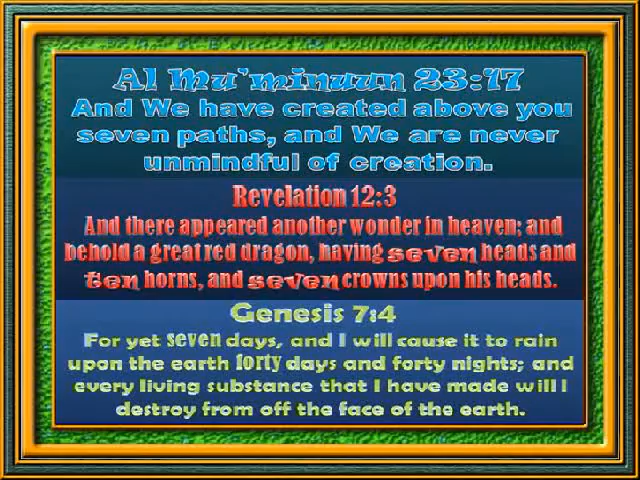 Al Mu'minuun 23:17
And We have created above you
seven paths, and We are never
unmindful of creation.
Revelation 12:3
And there appeared another wonder in heaven; and
behold a great red dragon, having seven heads and
ten horns, and seven crowns upon his heads.
Genesis 7:4
For yet seven days, and I will cause it to rain
upon the earth forty days and forty nights; and
every living substance that I have made will I
destroy from off the face of the earth.